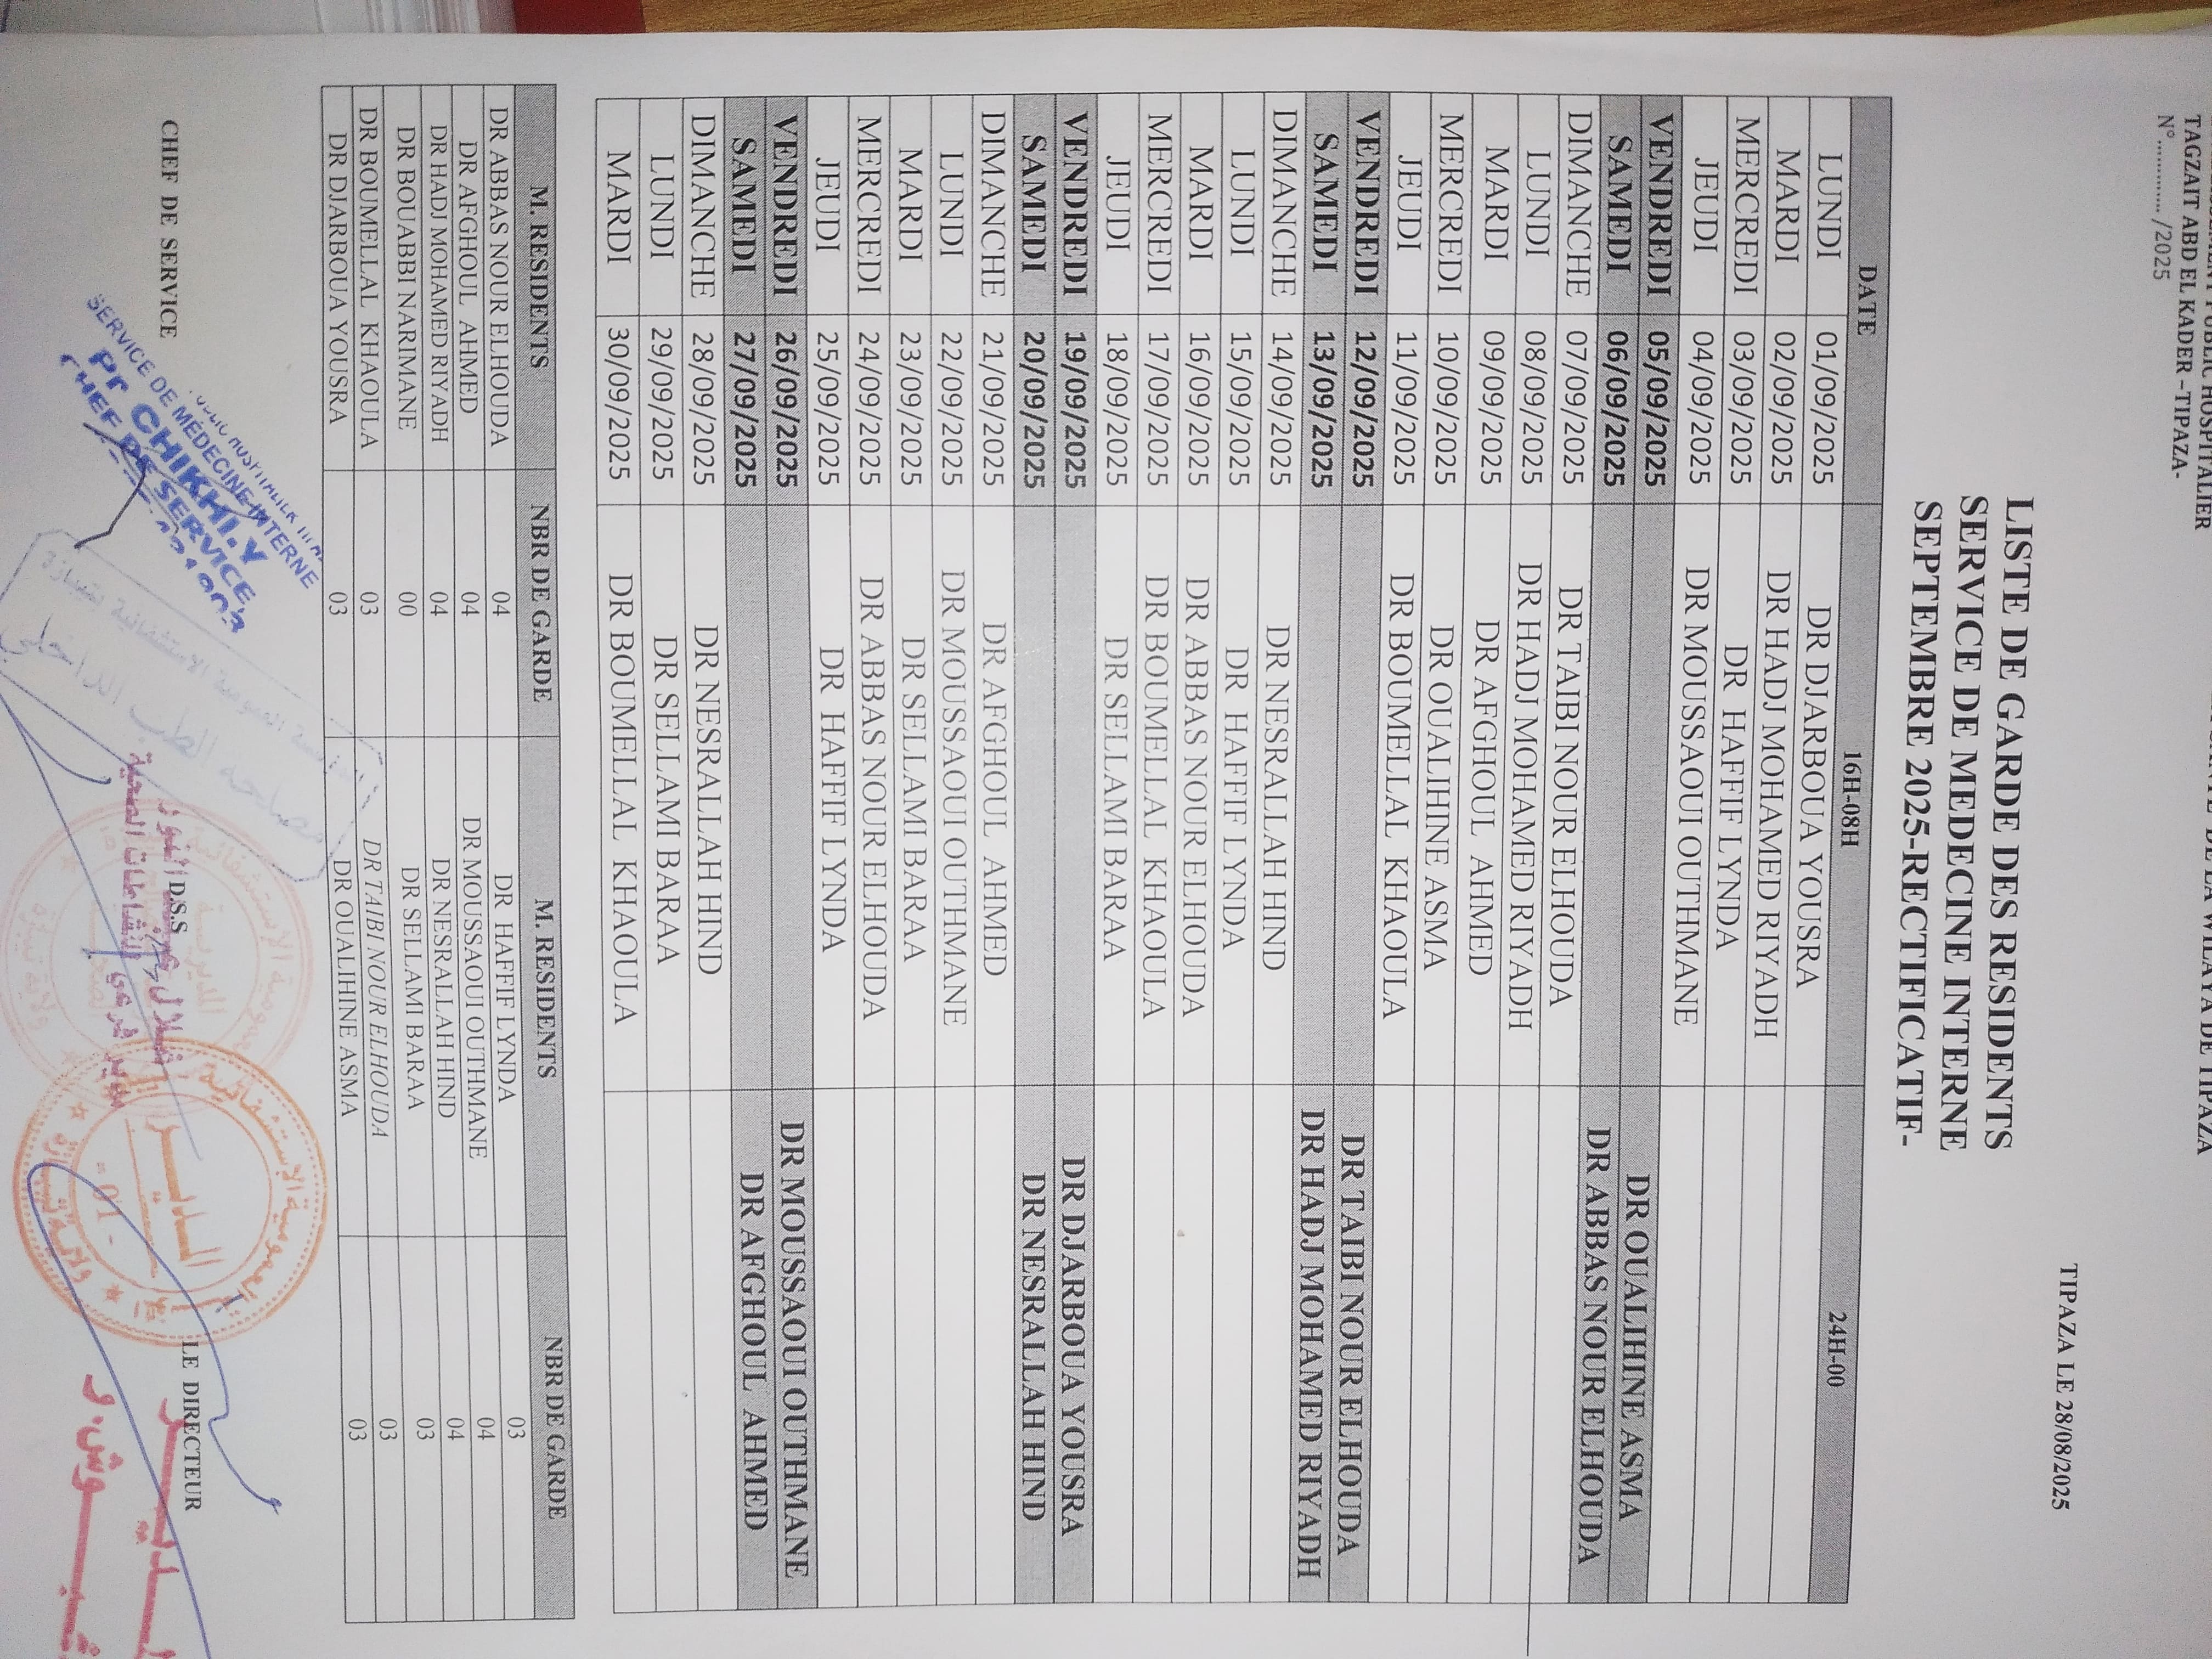 PUBLIC HOSPITALIER
DE LA WILAYA DE TIPAZA
TAGZAIT ABD EL KADER –TIPAZA-
N°............. /2025
TIPAZA LE 28/08/2025
LISTE DE GARDE DES RESIDENTS
SERVICE DE MEDECINE INTERNE
SEPTEMBRE 2025-RECTIFICATIF-
DATE 16H-08H 24H-00
LUNDI 01/09/2025 DR DJARBOUA YOUSRA
MARDI 02/09/2025 DR HADJ MOHAMED RIYADH
MERCREDI 03/09/2025 DR HAFFIF LYNDA
JEUDI 04/09/2025 DR MOUSSAOUI OUTHMANE
VENDREDI 05/09/2025 DR OUALIHINE ASMA
SAMEDI 06/09/2025 DR ABBAS NOUR ELHOUDA
DIMANCHE 07/09/2025 DR TAIBI NOUR ELHOUDA
LUNDI 08/09/2025 DR HADJ MOHAMED RIYADH
MARDI 09/09/2025 DR AFGHOUL AHMED
MERCREDI 10/09/2025 DR OUALIHINE ASMA
JEUDI 11/09/2025 DR BOUMELLAL KHAOULA
VENDREDI 12/09/2025 DR TAIBI NOUR ELHOUDA
SAMEDI 13/09/2025 DR HADJ MOHAMED RIYADH
DIMANCHE 14/09/2025 DR NESRALLAH HIND
LUNDI 15/09/2025 DR HAFFIF LYNDA
MARDI 16/09/2025 DR ABBAS NOUR ELHOUDA
MERCREDI 17/09/2025 DR BOUMELLAL KHAOULA
JEUDI 18/09/2025 DR SELLAMI BARAA
VENDREDI 19/09/2025 DR DJARBOUA YOUSRA
SAMEDI 20/09/2025 DR NESRALLAH HIND
DIMANCHE 21/09/2025 DR AFGHOUL AHMED
LUNDI 22/09/2025 DR MOUSSAOUI OUTHMANE
MARDI 23/09/2025 DR SELLAMI BARAA
MERCREDI 24/09/2025 DR ABBAS NOUR ELHOUDA
JEUDI 25/09/2025 DR HAFFIF LYNDA
VENDREDI 26/09/2025 DR MOUSSAOUI OUTHMANE
SAMEDI 27/09/2025 DR AFGHOUL AHMED
DIMANCHE 28/09/2025 DR NESRALLAH HIND
LUNDI 29/09/2025 DR SELLAMI BARAA
MARDI 30/09/2025 DR BOUMELLAL KHAOULA
M. RESIDENTS NBR DE GARDE M. RESIDENTS NBR DE GARDE
DR ABBAS NOUR ELHOUDA 04 DR HAFFIF LYNDA 03
DR AFGHOUL AHMED 04 DR MOUSSAOUI OUTHMANE 04
DR HADJ MOHAMED RIYADH 04 DR NESRALLAH HIND 04
DR BOUABBI NARIMANE 00 DR SELLAMI BARAA 03
DR BOUMELLAL KHAOULA 03 DR TAIBI NOUR ELHOUDA 03
DR DJARBOUA YOUSRA 03 DR OUALIHINE ASMA 03
CHEF DE SERVICE D.S.S LE DIRECTEUR
SERVICE DE MÉDECINE INTERNE
Pr CHIKHI.Y
CHEF DE SERVICE
مدير فرعي للنشاطات الصحية
العمومية الإستشفائية
المديـر
- 01 -
ولاية تيبازة